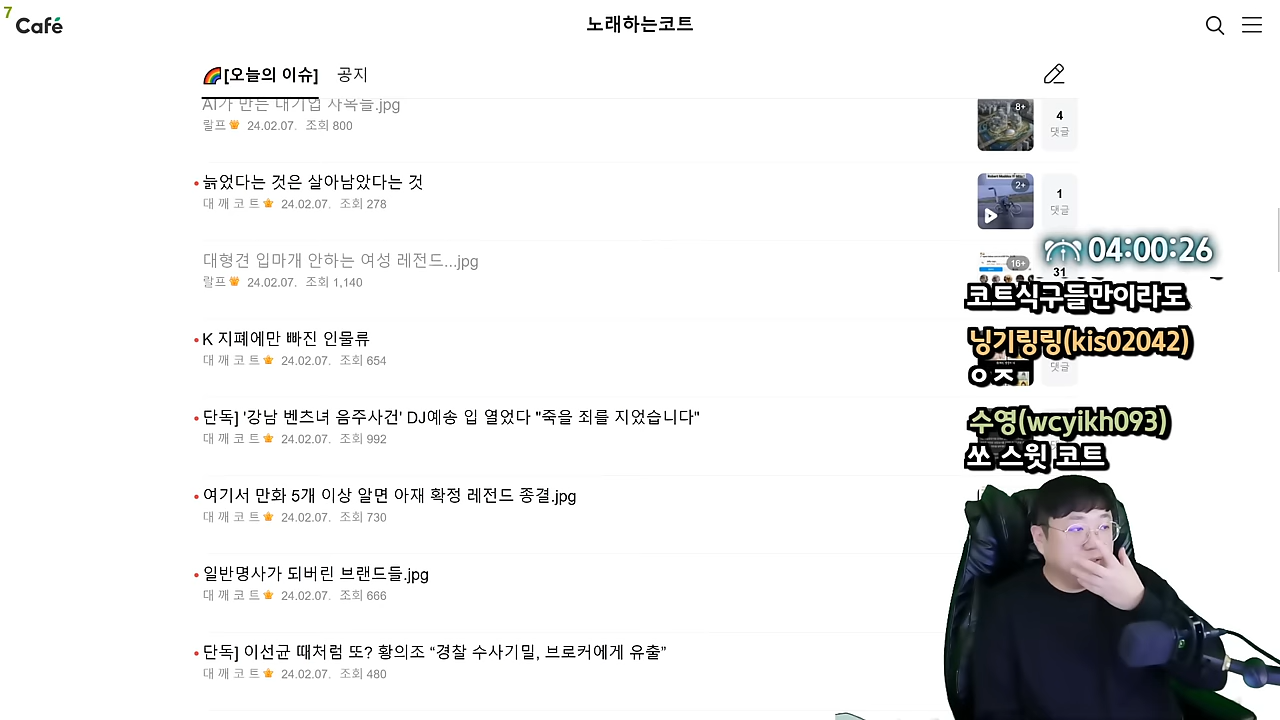 7
Café
노래하는코트
🌈[오늘의 이슈]
공지
AI가 만든 대기업 사옥들.jpg
랄프 24.02.07. 조회 800
8+
4
댓글
늙었다는 것은 살아남았다는 것
대 깨 코 트 24.02.07. 조회 278
2+
1
댓글
대형견 입마개 안하는 여성 레전드...jpg
랄프 24.02.07. 조회 1,140
16+
31
04:00:26
코트식구들만이라도
K 지폐에만 빠진 인물류
대 깨 코 트 24.02.07. 조회 654
댓글
닝기링링(kis02042)
ㅇㅈ
단독] '강남 벤츠녀 음주사건' DJ예송 입 열었다 "죽을 죄를 지었습니다"
대 깨 코 트 24.02.07. 조회 992
수영(wcyikh093)
쏘 스윗 코트
여기서 만화 5개 이상 알면 아재 확정 레전드 종결.jpg
대 깨 코 트 24.02.07. 조회 730
일반명사가 되버린 브랜드들.jpg
대 깨 코 트 24.02.07. 조회 666
단독] 이선균 때처럼 또? 황의조 “경찰 수사기밀, 브로커에게 유출”
대 깨 코 트 24.02.07. 조회 480